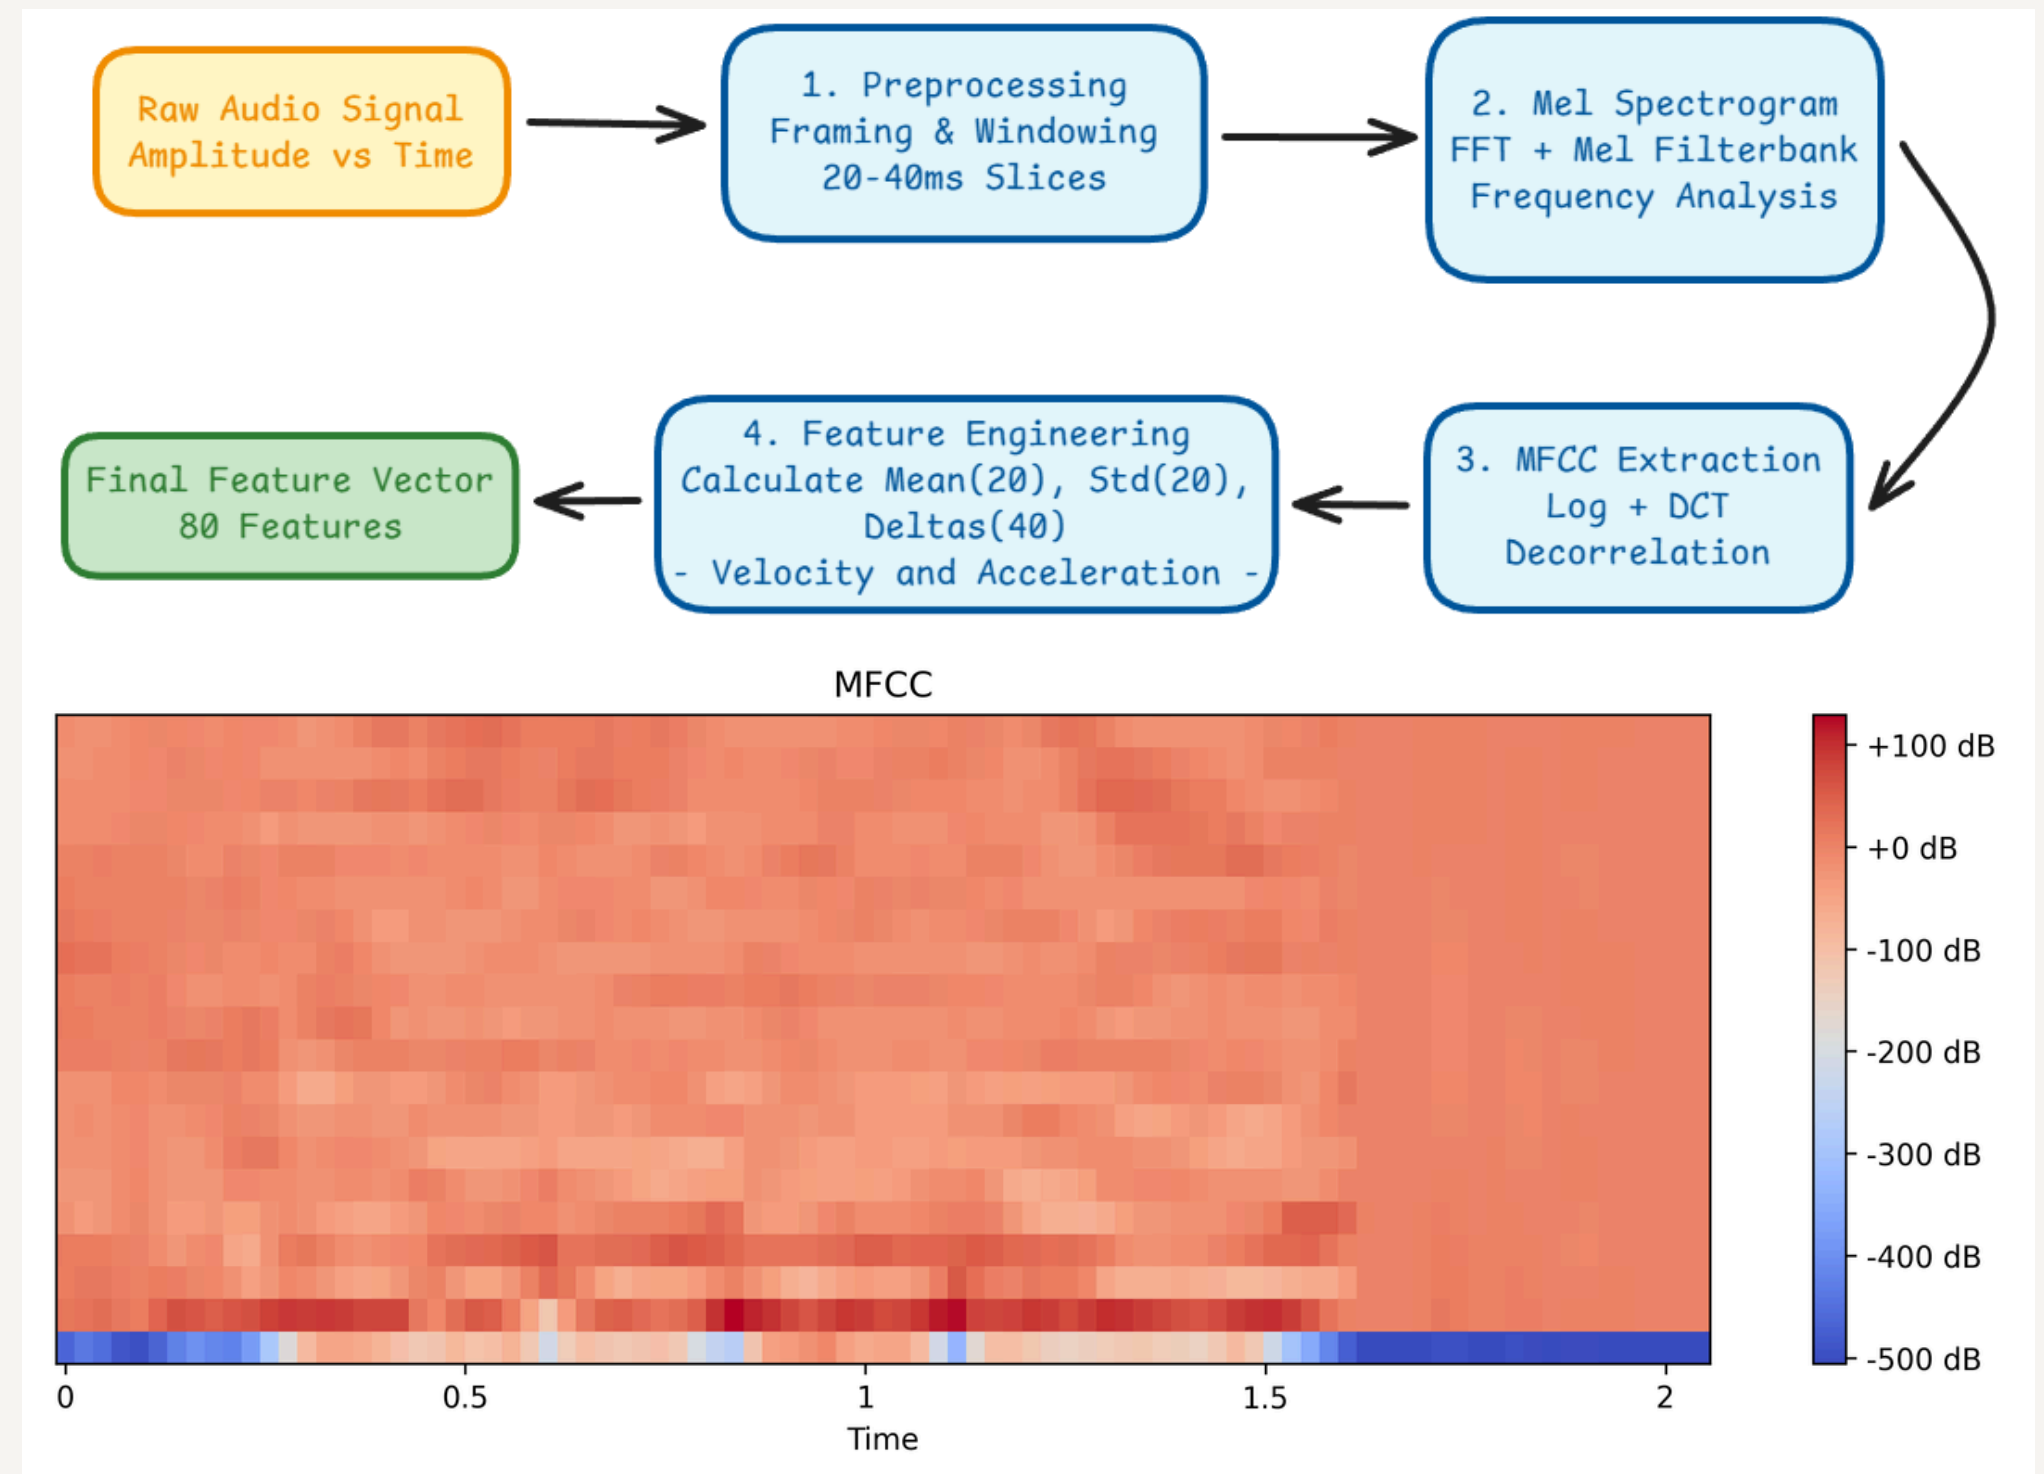 Raw Audio Signal
Amplitude vs Time
1. Preprocessing
Framing & Windowing
20-40ms Slices
2. Mel Spectrogram
FFT + Mel Filterbank
Frequency Analysis
3. MFCC Extraction
Log + DCT
Decorrelation
4. Feature Engineering
Calculate Mean(20), Std(20),
Deltas(40)
- Velocity and Acceleration -
Final Feature Vector
80 Features
MFCC
+100 dB
+0 dB
-100 dB
-200 dB
-300 dB
-400 dB
-500 dB
0 0.5 1 1.5 2
Time